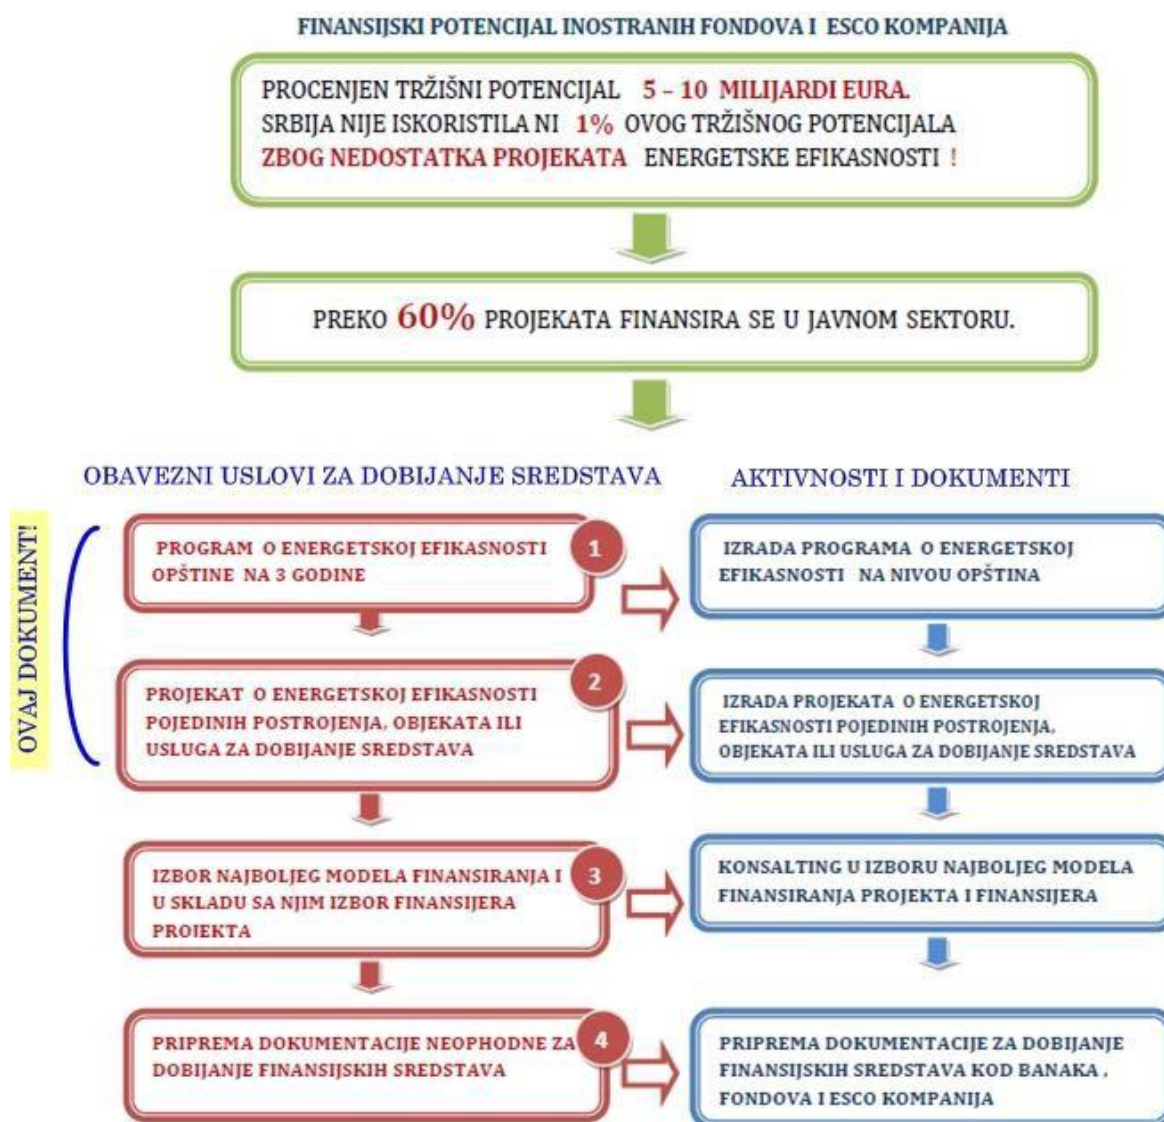 FINANSIJSKI POTENCIJAL INOSTRANIH FONDOVA I ESCO KOMPANIJA
PROCENJEN TRŽIŠNI POTENCIJAL 5 – 10 MILIJARDI EURA.
SRBIJA NIJE ISKORISTILA NI 1% OVOG TRŽIŠNOG POTENCIJALA
ZBOG NEDOSTATKA PROJEKATA ENERGETSKE EFIKASNOSTI !
PREKO 60% PROJEKATA FINANSIRA SE U JAVNOM SEKTORU.
OBAVEZNI USLOVI ZA DOBIJANJE SREDSTAVA
AKTIVNOSTI I DOKUMENTI
OVAJ DOKUMENT!
PROGRAM O ENERGETSKOJ EFIKASNOSTI
OPŠTINE NA 3 GODINE
1
IZRADA PROGRAMA O ENERGETSKOJ
EFIKASNOSTI NA NIVOU OPŠTINA
PROJEKAT O ENERGETSKOJ EFIKASNOSTI
POJEDINIH POSTROJENJA, OBJEKATA ILI
USLUGA ZA DOBIJANJE SREDSTAVA
2
IZRADA PROJEKATA O ENERGETSKOJ
EFIKASNOSTI POJEDINIH POSTROJENJA,
OBJEKATA ILI USLUGA ZA DOBIJANJE SREDSTAVA
IZBOR NAJBOLJEG MODELA FINANSIRANJA I
U SKLADU SA NJIM IZBOR FINANSIJERA
PROJEKTA
3
KONSALTING U IZBORU NAJBOLJEG MODELA
FINANSIRANJA PROJEKTA I FINANSIJERA
PRIPREMA DOKUMENTACIJE NEOPHODNE ZA
DOBIJANJE FINANSIJSKIH SREDSTAVA
4
PRIPREMA DOKUMENTACIJE ZA DOBIJANJE
FINANSIJSKIH SREDSTAVA KOD BANAKA ,
FONDOVA I ESCO KOMPANIJA